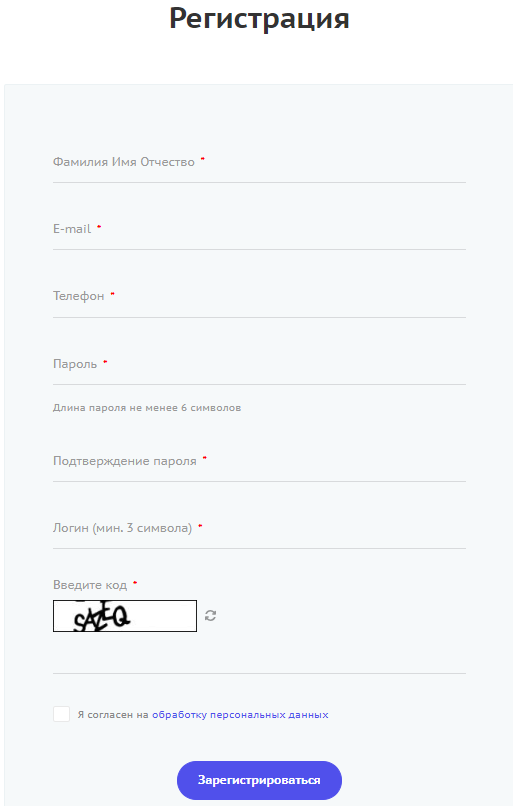 Регистрация
Фамилия Имя Отчество *
E-mail *
Телефон *
Пароль *
Длина пароля не менее 6 символов
Подтверждение пароля *
Логин (мин. 3 символа) *
Введите код *
Я согласен на обработку персональных данных
Зарегистрироваться